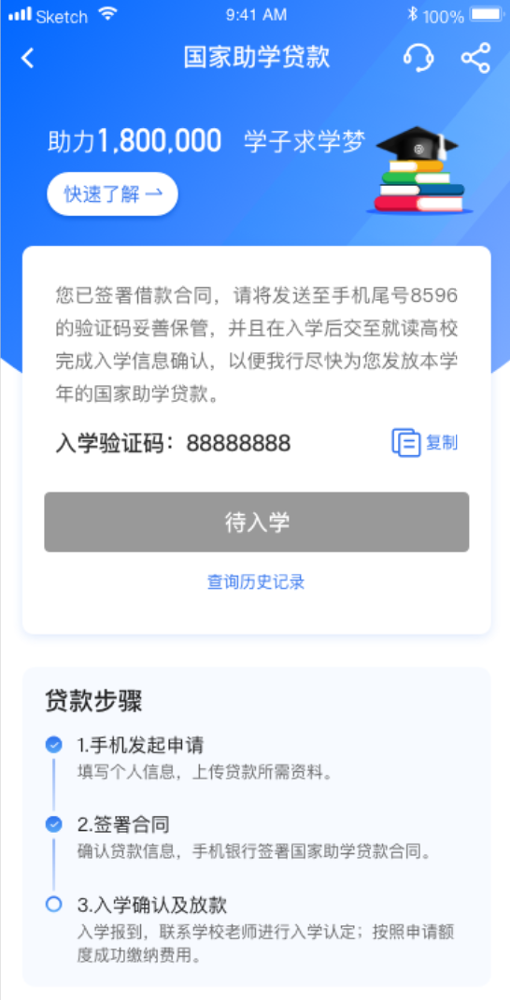 Sketch 9:41 AM 100%
国家助学贷款
助力1,800,000 学子求学梦
快速了解
您已签署借款合同，请将发送至手机尾号8596
的验证码妥善保管，并且在入学后交至就读高校
完成入学信息确认，以便我行尽快为您发放本学
年的国家助学贷款。
入学验证码：88888888 复制
待入学
查询历史记录
贷款步骤
1.手机发起申请
填写个人信息，上传贷款所需资料。
2.签署合同
确认贷款信息，手机银行签署国家助学贷款合同。
3.入学确认及放款
入学报到，联系学校老师进行入学认定；按照申请额
度成功缴纳费用。